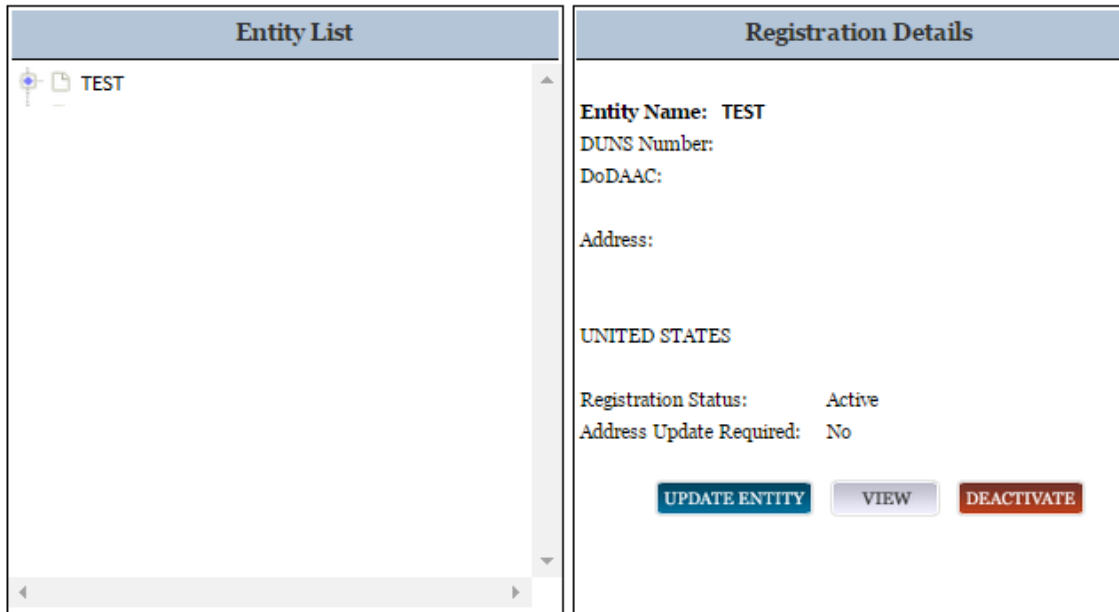 Entity List
TEST
Registration Details
Entity Name: TEST
DUNS Number:
DoDAAC:
Address:
UNITED STATES
Registration Status: Active
Address Update Required: No
UPDATE ENTITY VIEW DEACTIVATE